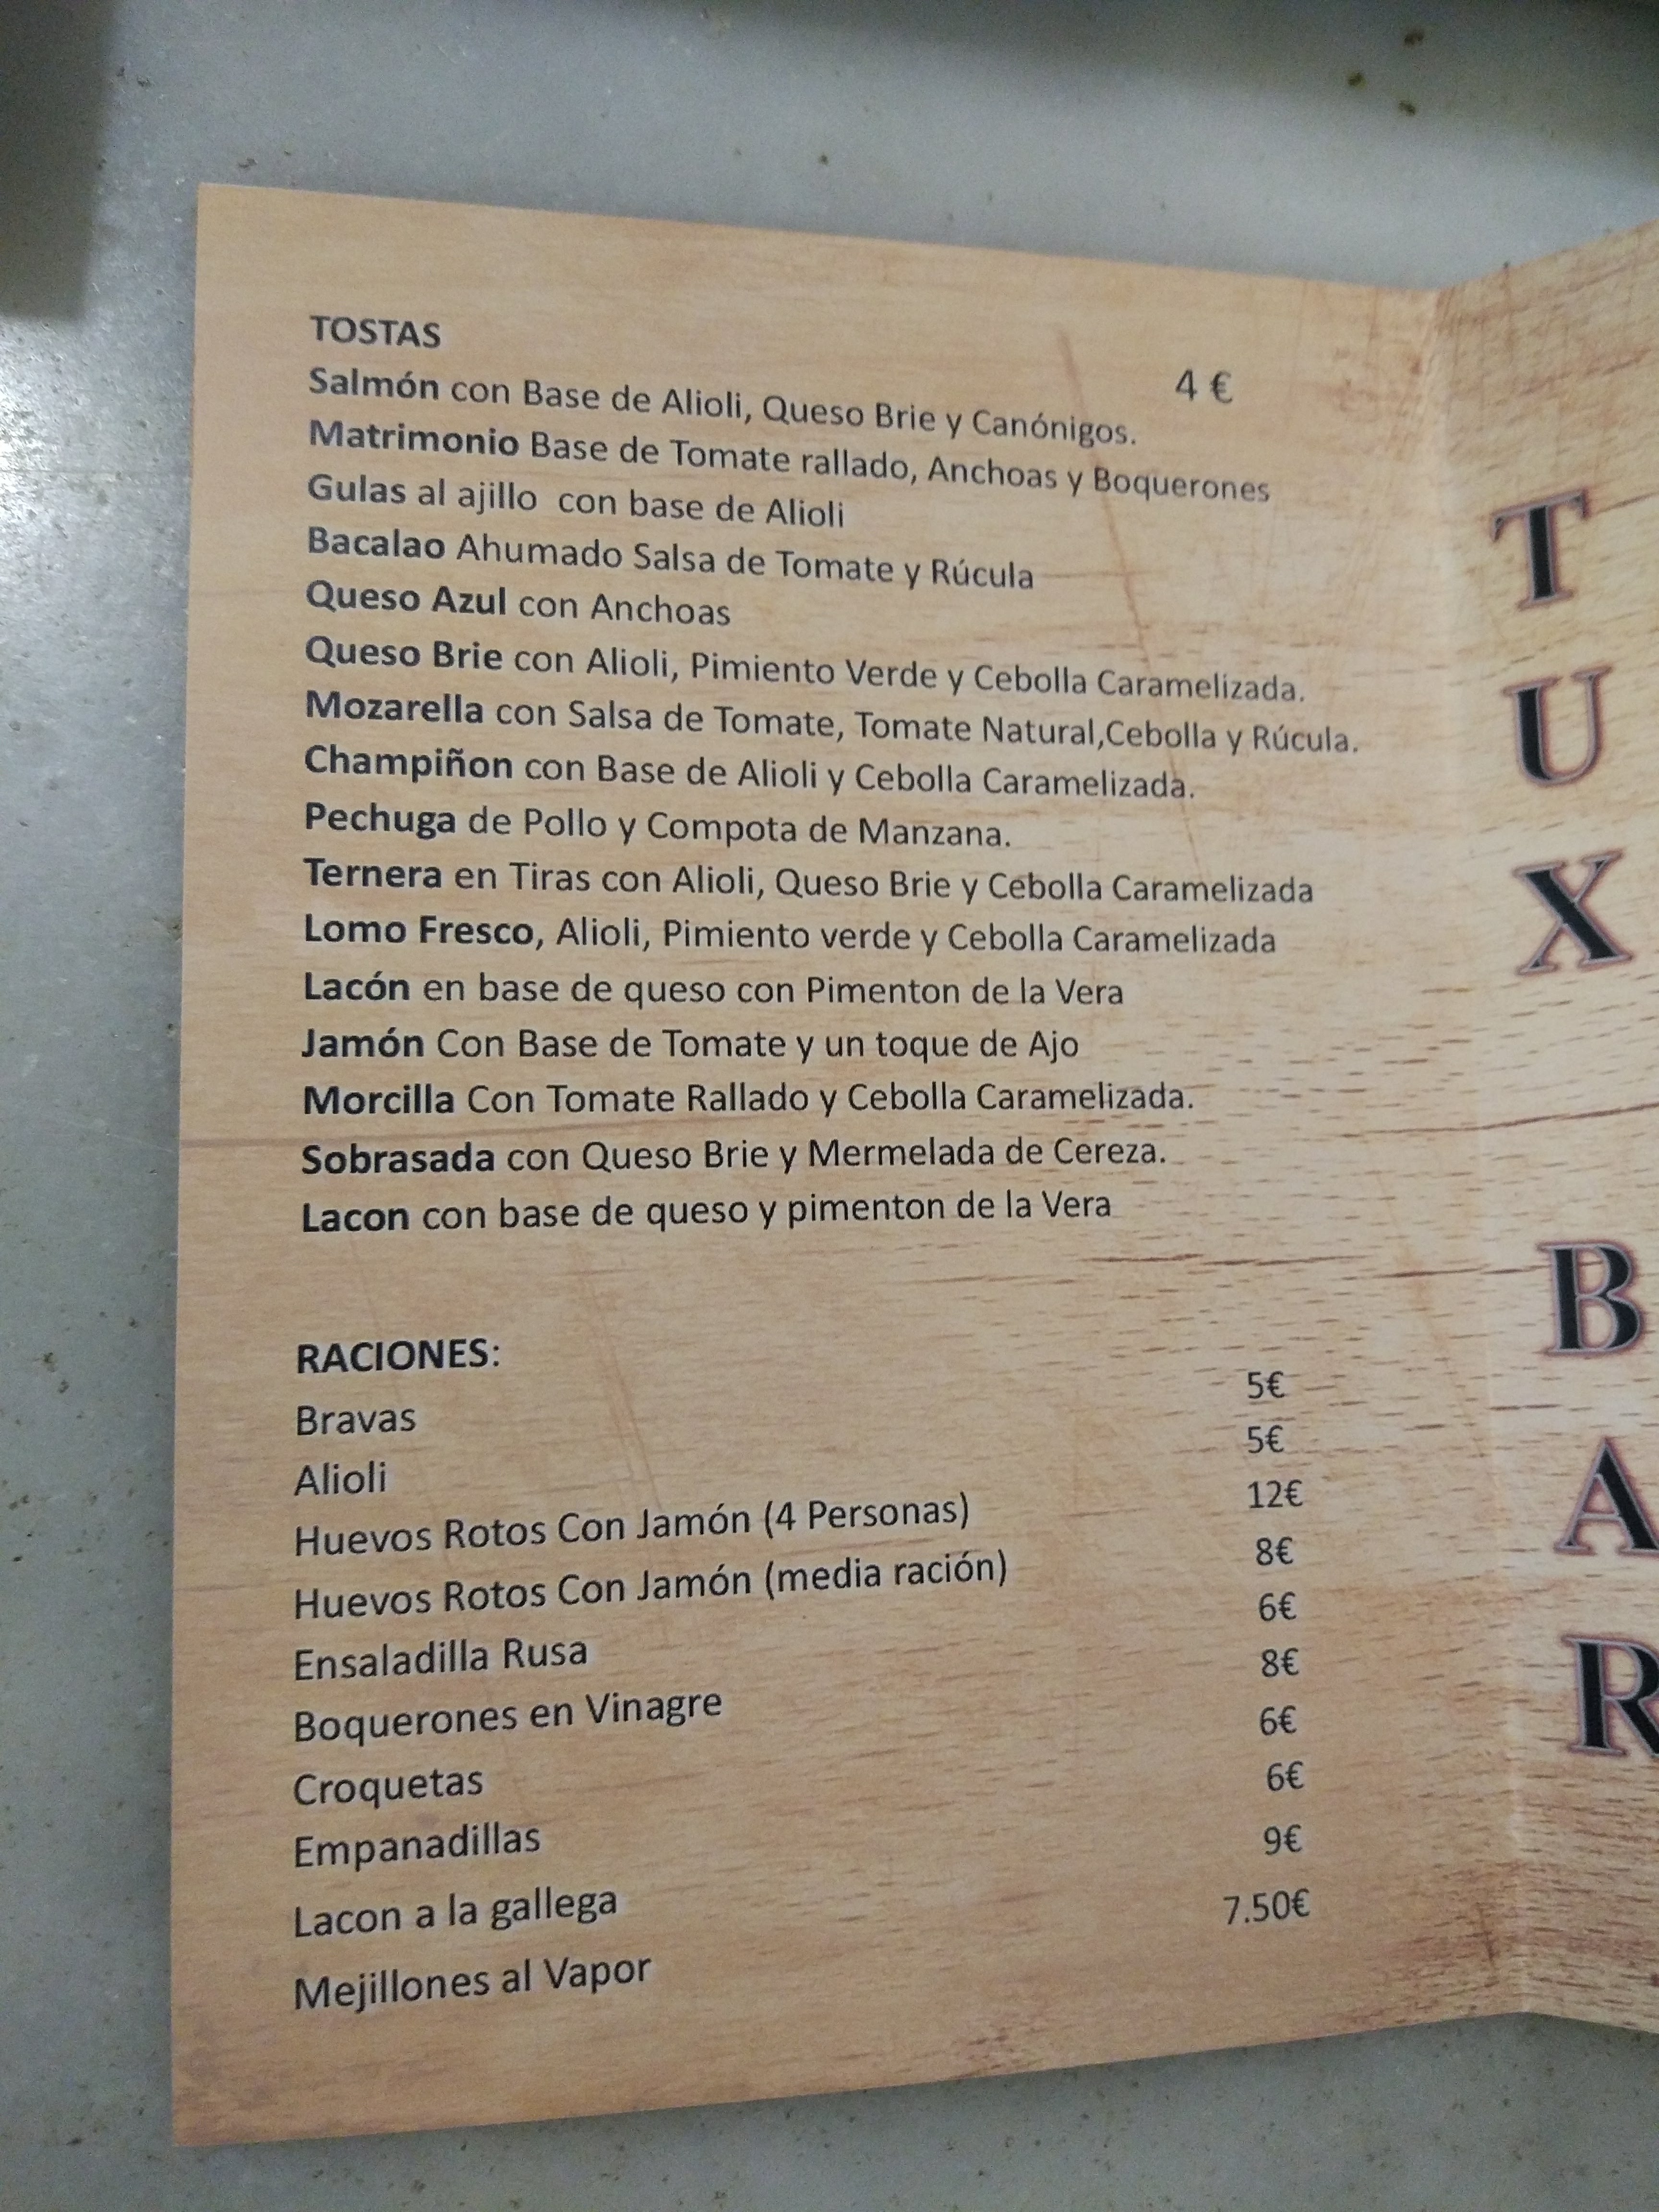 TOSTAS
4 €
Salmón con Base de Alioli, Queso Brie y Canónigos.
Matrimonio Base de Tomate rallado, Anchoas y Boquerones
Gulas al ajillo  con base de Alioli
Bacalao Ahumado Salsa de Tomate y Rúcula
Queso Azul con Anchoas
Queso Brie con Alioli, Pimiento Verde y Cebolla Caramelizada.
Mozarella con Salsa de Tomate, Tomate Natural,Cebolla y Rúcula.
Champiñon con Base de Alioli y Cebolla Caramelizada.
Pechuga de Pollo y Compota de Manzana.
Ternera en Tiras con Alioli, Queso Brie y Cebolla Caramelizada
Lomo Fresco, Alioli, Pimiento verde y Cebolla Caramelizada
Lacón en base de queso con Pimenton de la Vera
Jamón Con Base de Tomate y un toque de Ajo
Morcilla Con Tomate Rallado y Cebolla Caramelizada.
Sobrasada con Queso Brie y Mermelada de Cereza.
Lacon con base de queso y pimenton de la Vera
RACIONES:
Bravas 5€
Alioli 5€
Huevos Rotos Con Jamón (4 Personas) 12€
Huevos Rotos Con Jamón (media ración) 8€
Ensaladilla Rusa 6€
Boquerones en Vinagre 8€
Croquetas 6€
Empanadillas 6€
Lacon a la gallega 9€
Mejillones al Vapor 7.50€
T
U
X
B
A
R